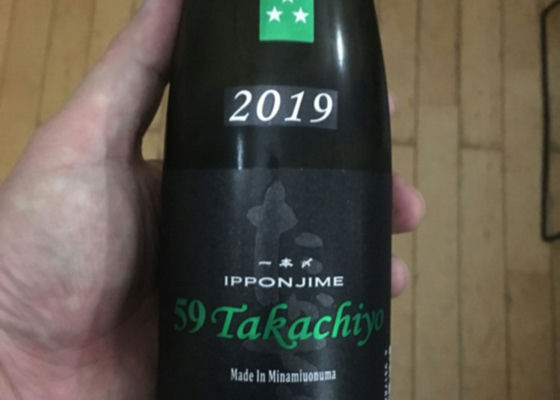 2019
一本〆
IPPONJIME
59 Takachiyo
Made In Minamiuonuma